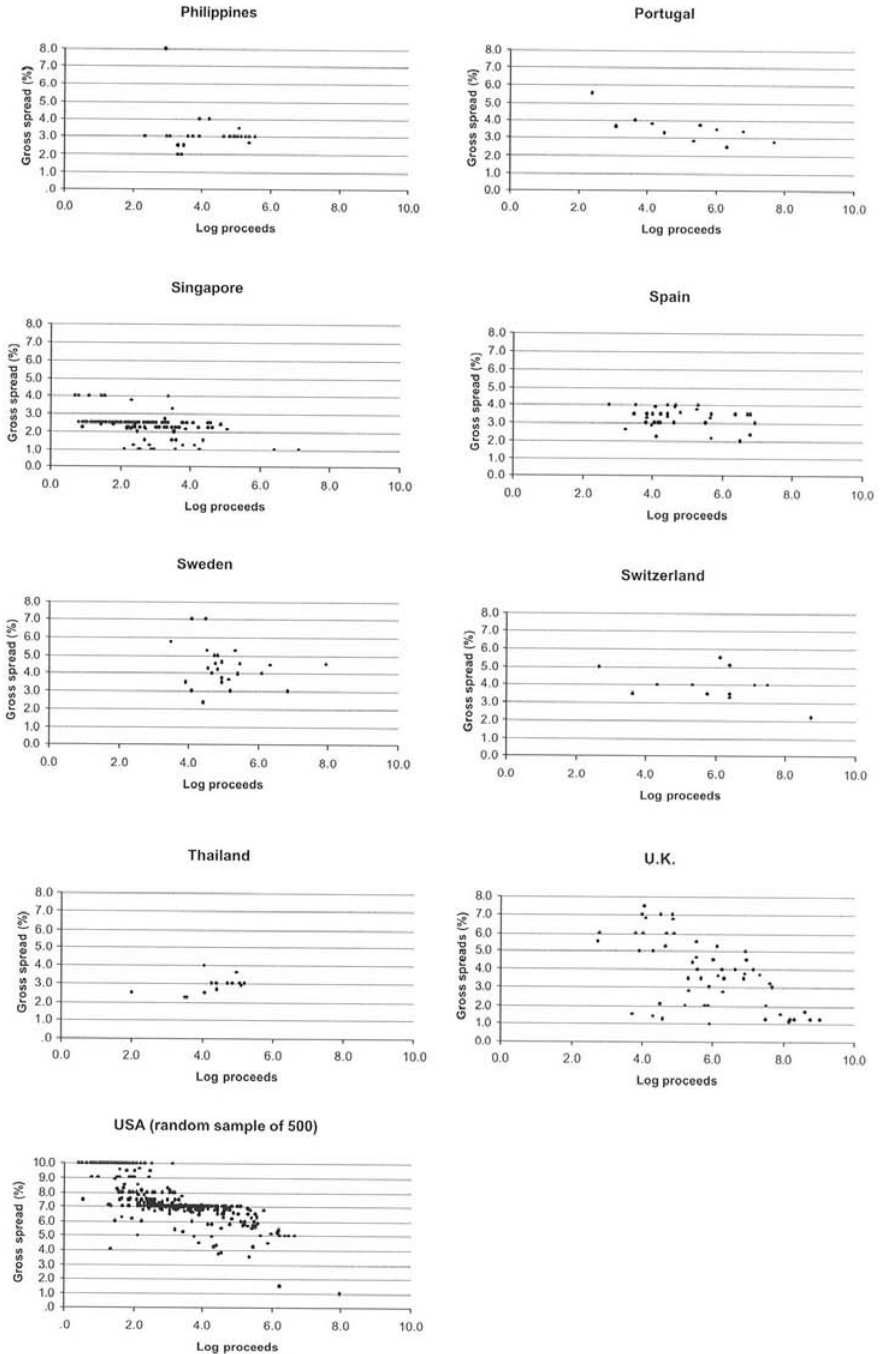 Philippines
Gross spread (%)
8.0
7.0
6.0
5.0
4.0
3.0
2.0
1.0
.0
0.0 2.0 4.0 6.0 8.0 10.0
Log proceeds
Portugal
Gross spread (%)
8.0
7.0
6.0
5.0
4.0
3.0
2.0
1.0
0.0
0.0 2.0 4.0 6.0 8.0 10.0
Log proceeds
Singapore
Gross spread (%)
8.0
7.0
6.0
5.0
4.0
3.0
2.0
1.0
0.0
0.0 2.0 4.0 6.0 8.0 10.0
Log proceeds
Spain
Gross spread (%)
8.0
7.0
6.0
5.0
4.0
3.0
2.0
1.0
0.0
0.0 2.0 4.0 6.0 8.0 10.0
Log proceeds
Sweden
Gross spread (%)
8.0
7.0
6.0
5.0
4.0
3.0
2.0
1.0
0.0
0.0 2.0 4.0 6.0 8.0 10.0
Log proceeds
Switzerland
Gross spread (%)
8.0
7.0
6.0
5.0
4.0
3.0
2.0
1.0
0.0
0.0 2.0 4.0 6.0 8.0 10.0
Log proceeds
Thailand
Gross spread (%)
8.0
7.0
6.0
5.0
4.0
3.0
2.0
1.0
0.0
0.0 2.0 4.0 6.0 8.0 10.0
Log proceeds
U.K.
Gross spreads (%)
8.0
7.0
6.0
5.0
4.0
3.0
2.0
1.0
0.0
0.0 2.0 4.0 6.0 8.0 10.0
Log proceeds
USA (random sample of 500)
Gross spread (%)
10.0
9.0
8.0
7.0
6.0
5.0
4.0
3.0
2.0
1.0
.0
.0 2.0 4.0 6.0 8.0 10.0
Log proceeds